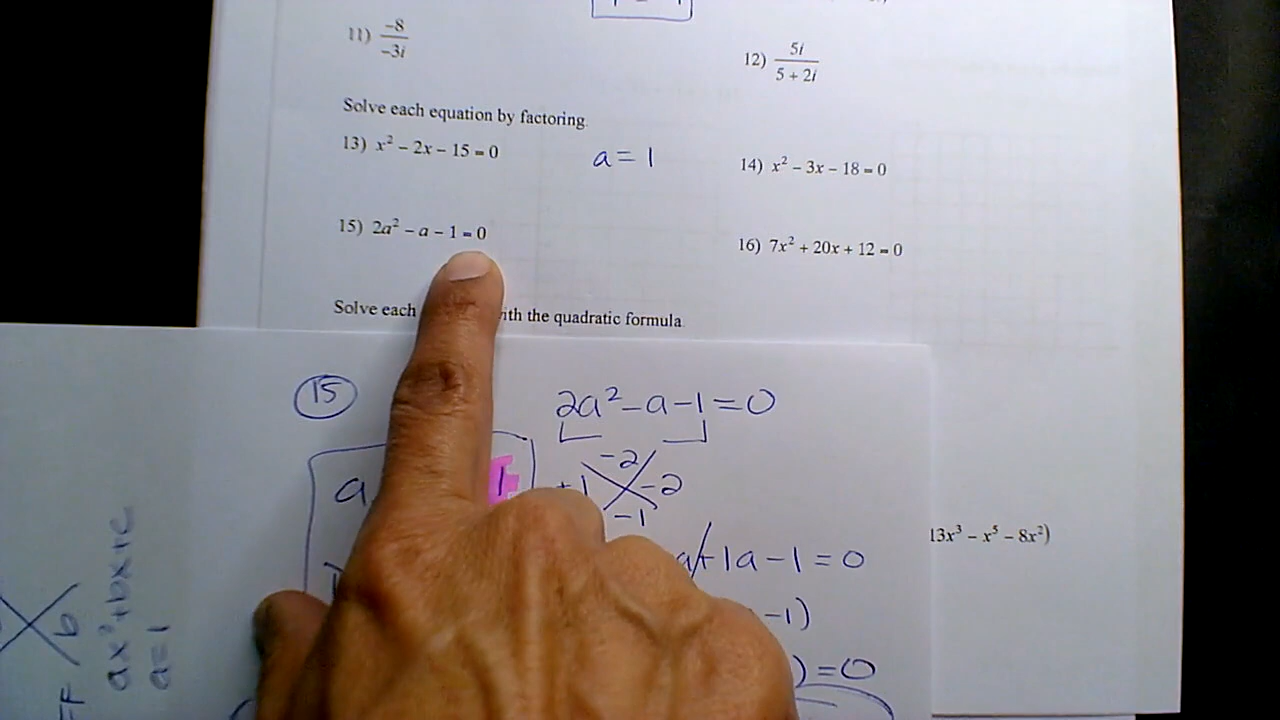 11) -8 / -3i
12) 5i / 5 + 2i
Solve each equation by factoring.
13) x² − 2x − 15 = 0
a = 1
14) x² − 3x − 18 = 0
15) 2a² − a − 1 = 0
16) 7x² + 20x + 12 = 0
Solve each with the quadratic formula.
15
2a² − a − 1 = 0
-2
a
1
+1
-2
-1
a + 1a − 1 = 0
-1)
) = 0
13x³ − x⁵ − 8x²)
b
ax² + bx + c
a = 1